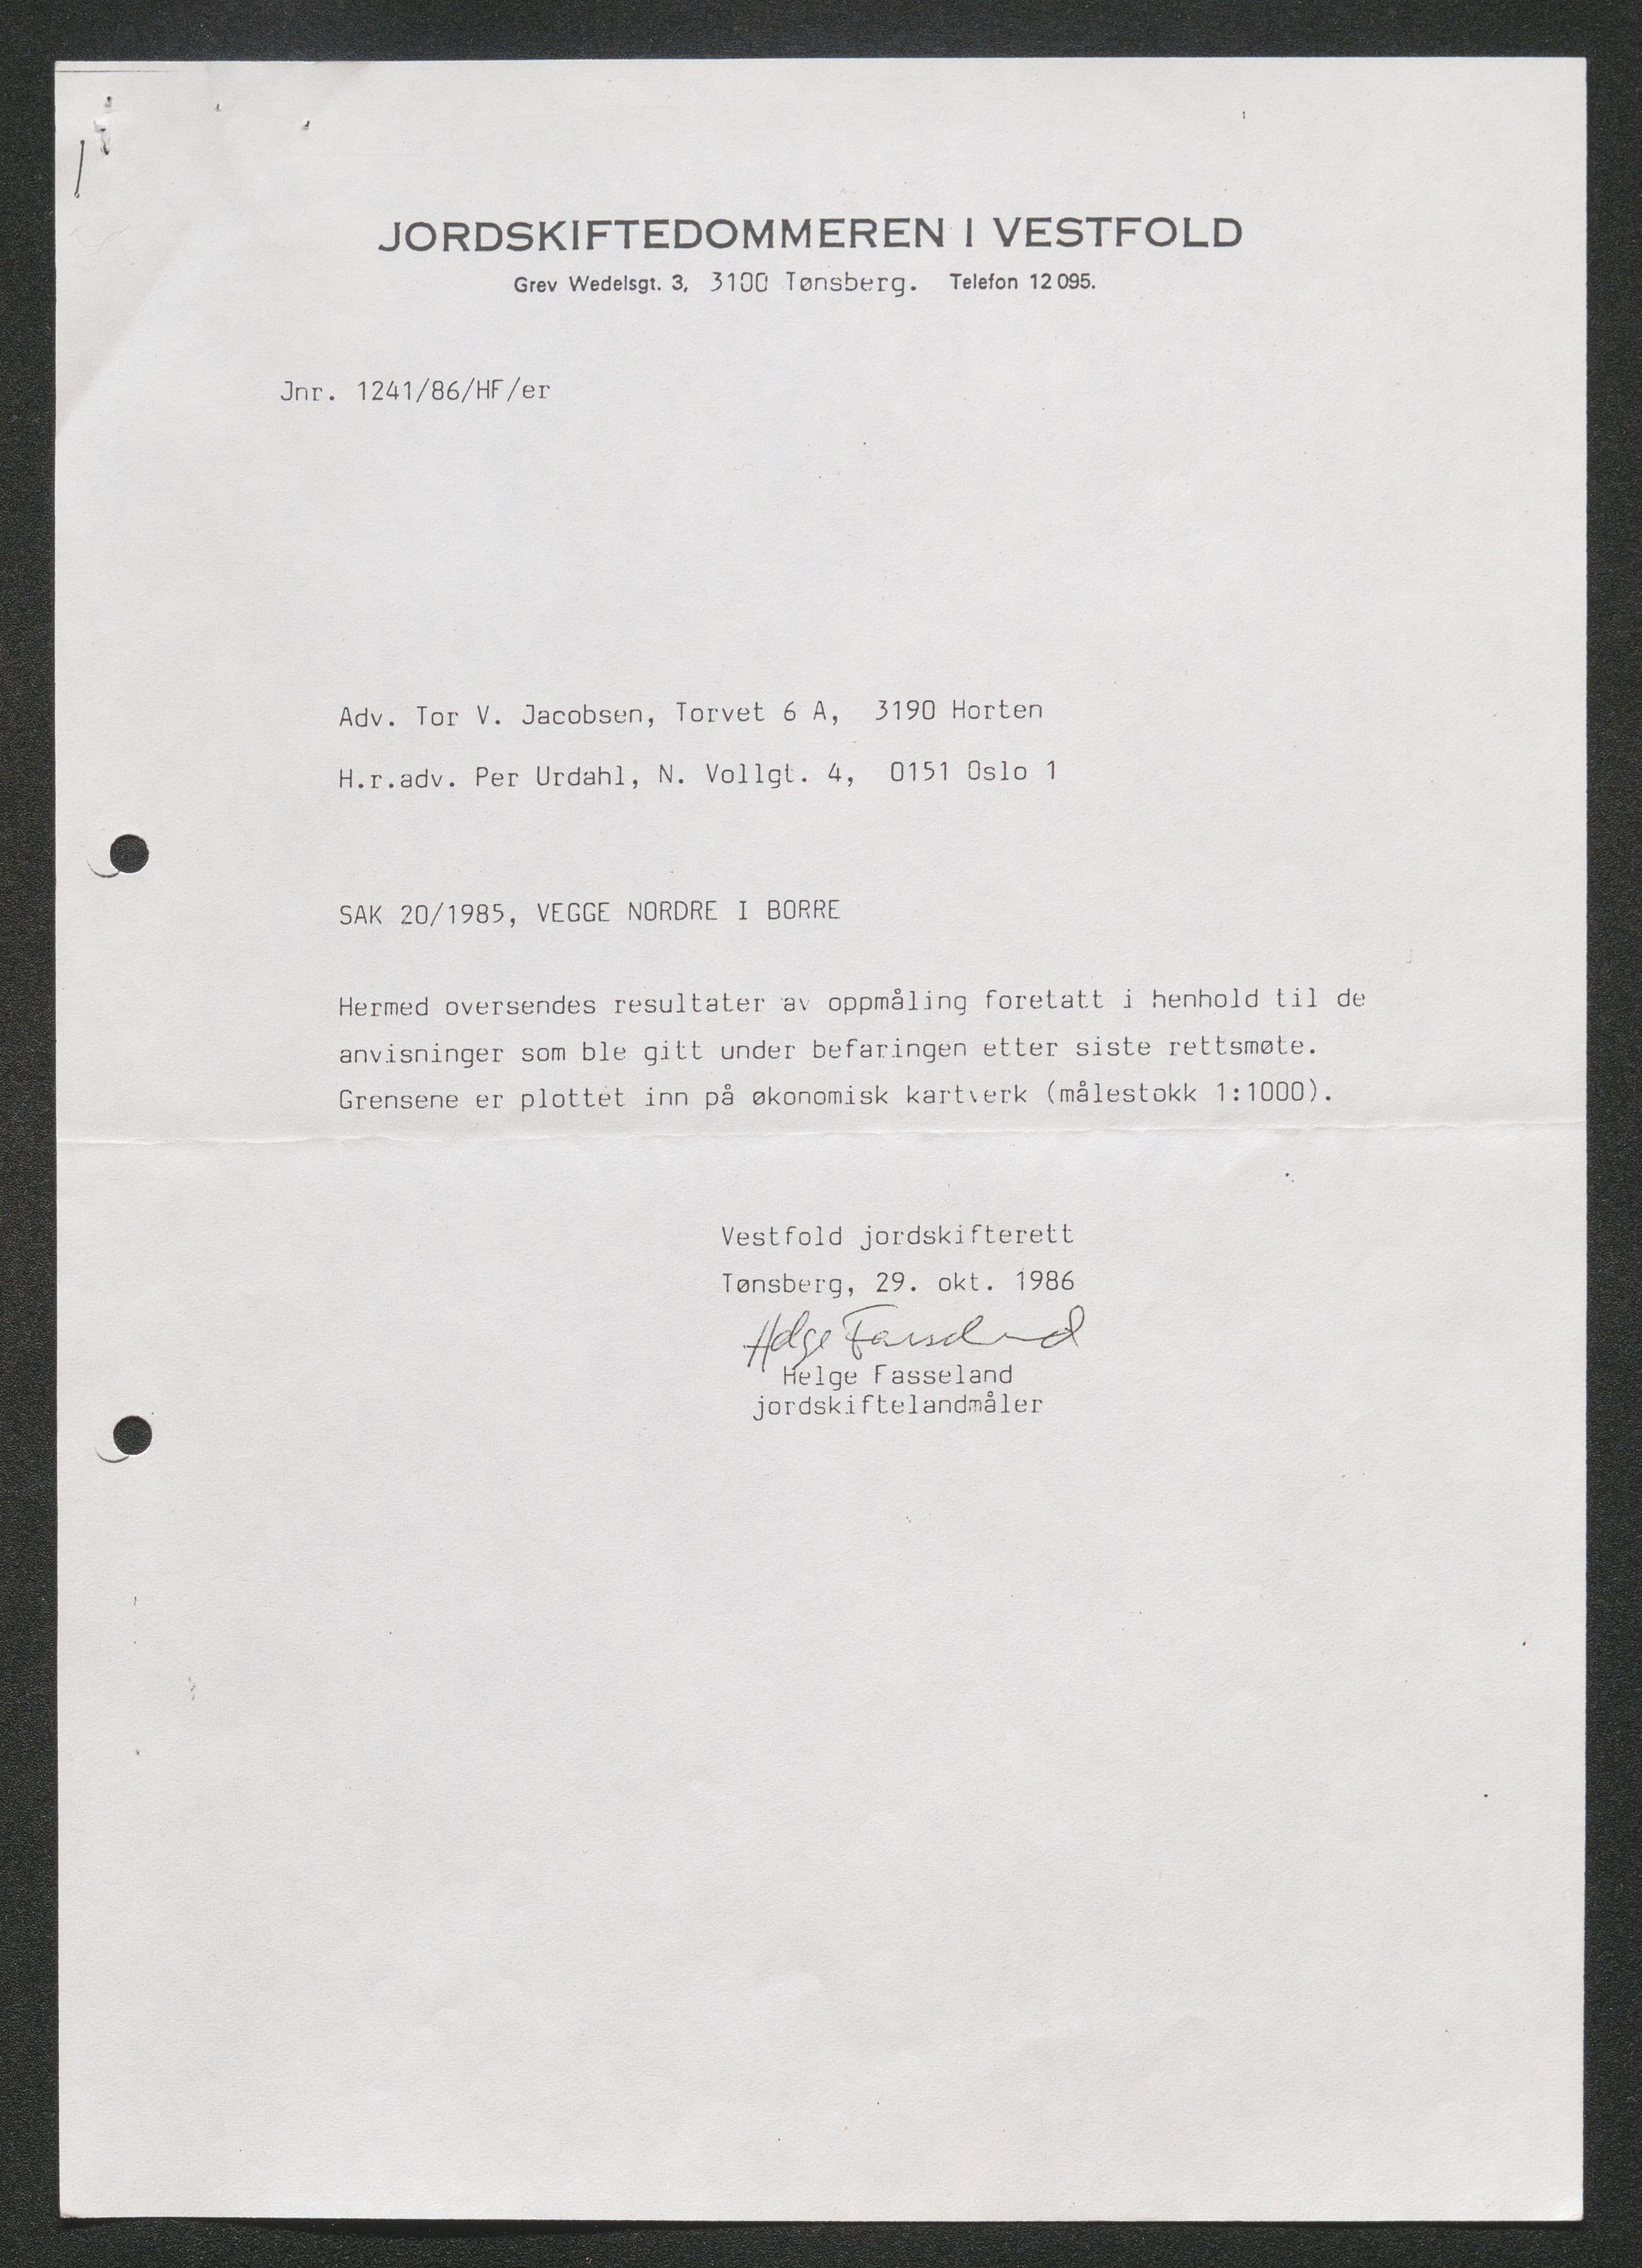 JORDSKIFTEDOMMEREN I VESTFOLD
Grev Wedelsgt. 3, 3100 Tønsberg. Telefon 12 095.
Jnr. 1241/86/HF/er
Adv. Tor V. Jacobsen, Torvet 6 A, 3190 Horten
H.r.adv. Per Urdahl, N. Vollgt. 4, 0151 Oslo 1
SAK 20/1985, VEGGE NORDRE I BORRE
Hermed oversendes resultater av oppmåling foretatt i henhold til de
anvisninger som ble gitt under befaringen etter siste rettsmøte.
Grensene er plottet inn på økonomisk kartverk (målestokk 1:1000).
Vestfold jordskifterett
Tønsberg, 29. okt. 1986
Helge Fasseland
Helge Fasseland
jordskiftelandmåler